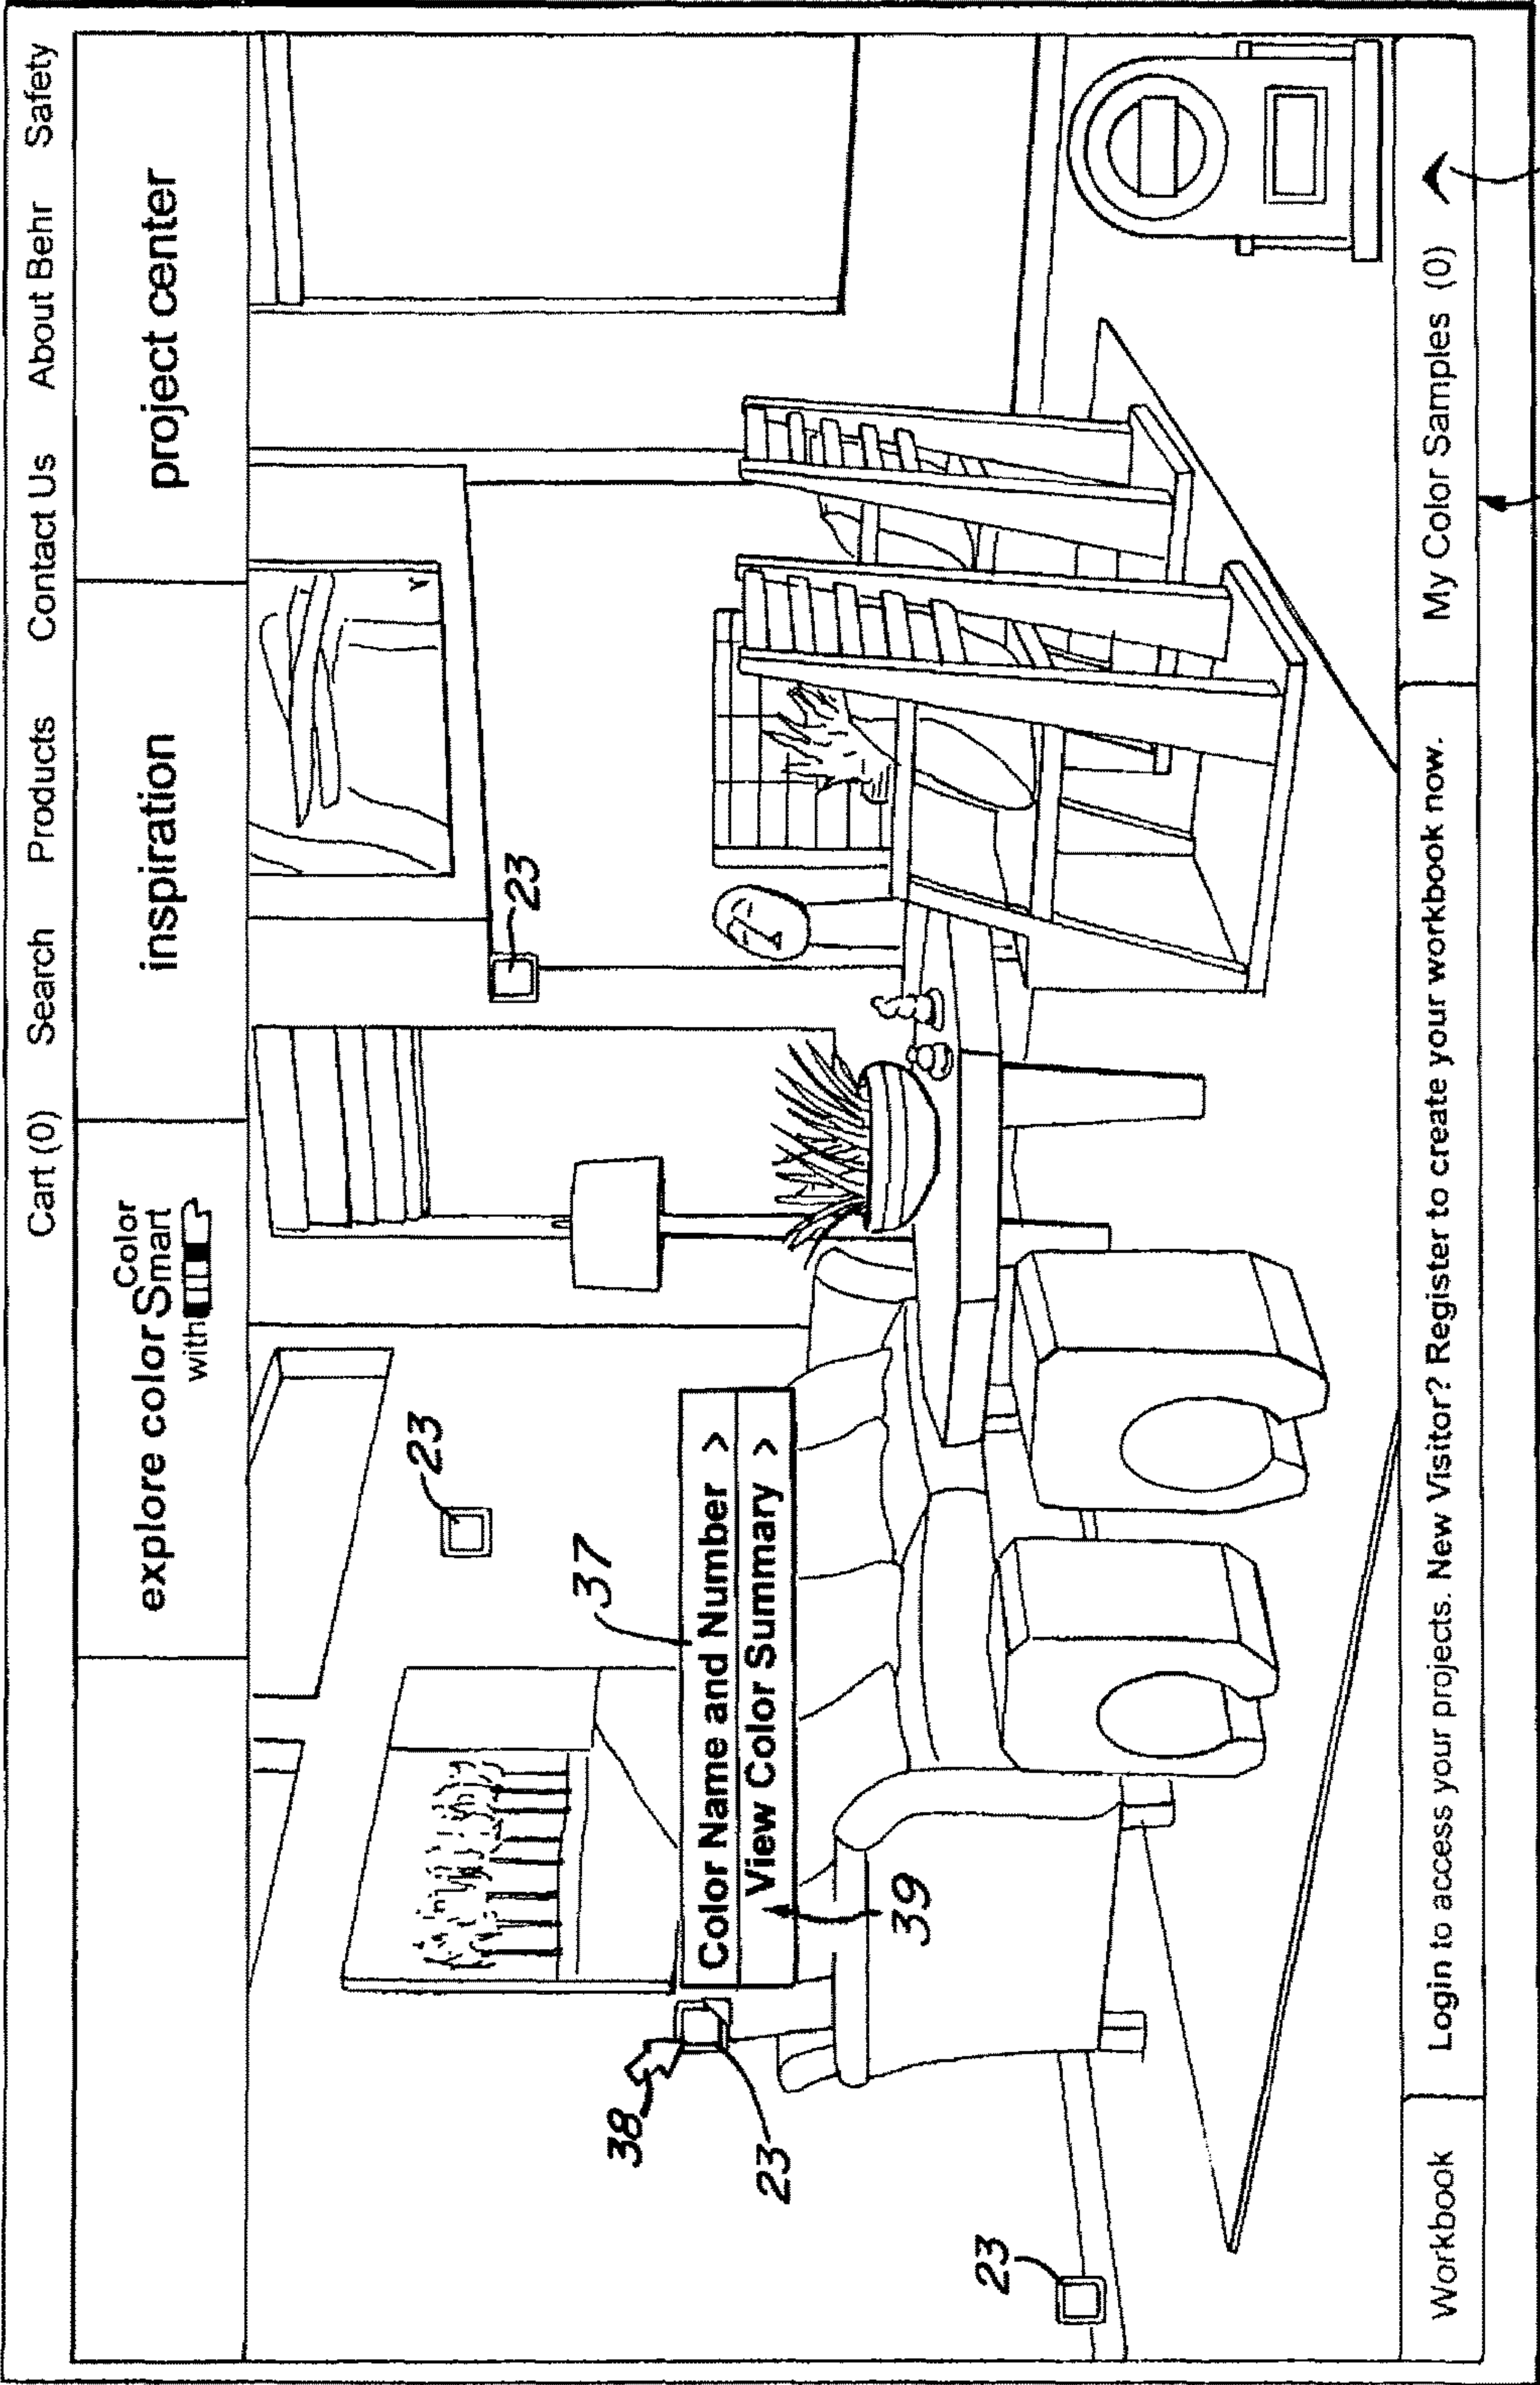 Cart (0) Search Products Contact Us About Behr Safety
explore color
with
Color
Smart
inspiration
project center
23
23
37
Color Name and Number >
View Color Summary >
38
23
39
23
Workbook
Login to access your projects. New Visitor? Register to create your workbook now.
My Color Samples (0)